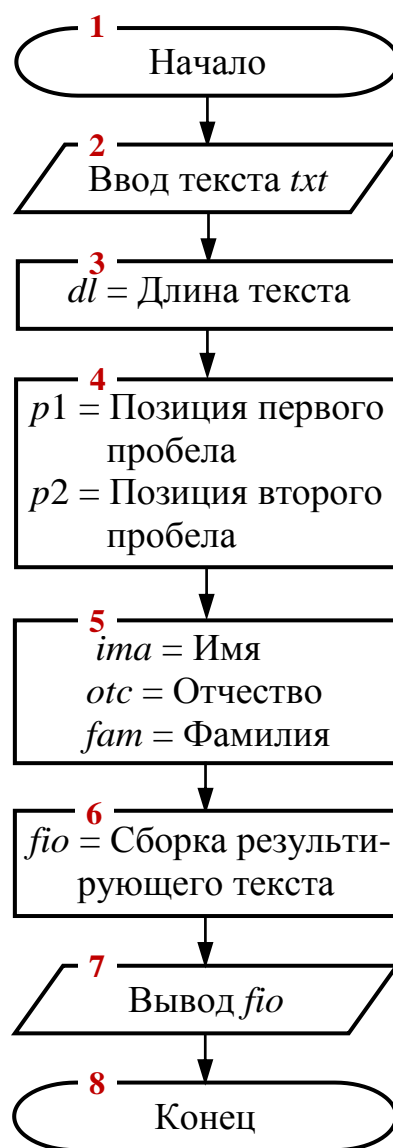 1
Начало
2
Ввод текста txt
3
dl = Длина текста
4
p1 = Позиция первого
пробела
p2 = Позиция второго
пробела
5
ima = Имя
otc = Отчество
fam = Фамилия
6
fio = Сборка результи-
рующего текста
7
Вывод fio
8
Конец